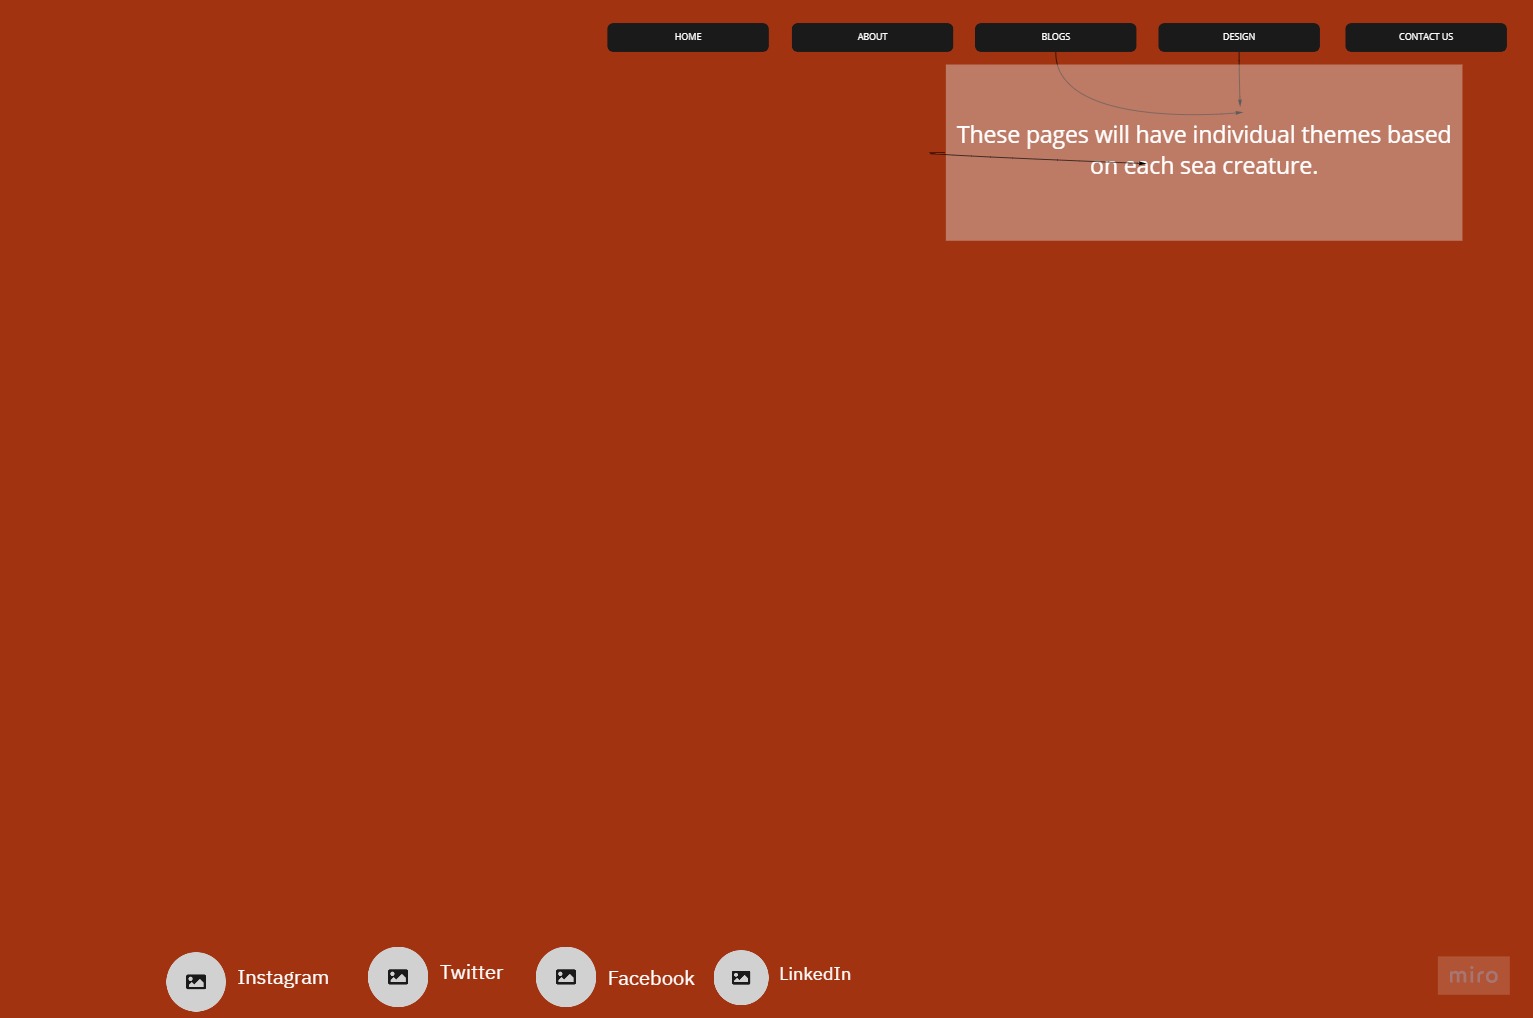 HOME
ABOUT
BLOGS
DESIGN
CONTACT US
These pages will have individual themes based
on each sea creature.
Instagram
Twitter
Facebook
LinkedIn
miro